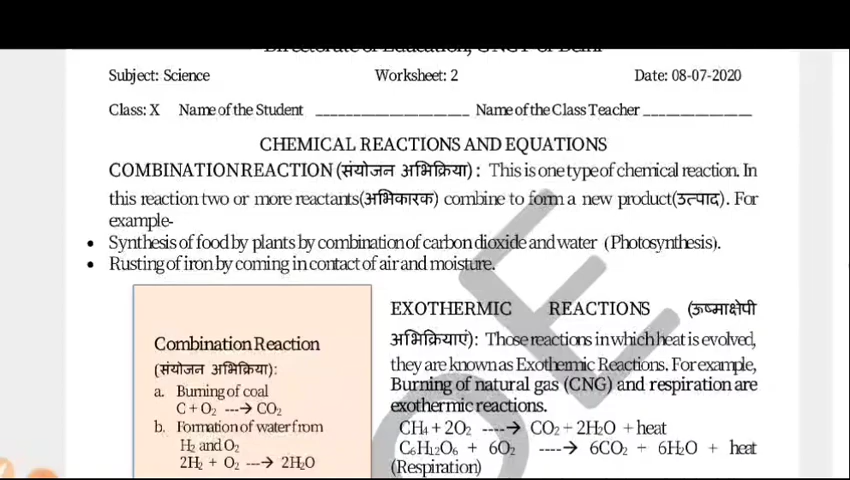 Directorate of Education, GNCT of Delhi
Subject: Science Worksheet: 2 Date: 08-07-2020
Class: X Name of the Student ____________________ Name of the Class Teacher ______________
CHEMICAL REACTIONS AND EQUATIONS
COMBINATION REACTION (संयोजन अभिक्रिया) : This is one type of chemical reaction. In
this reaction two or more reactants(अभिकारक) combine to form a new product(उत्पाद). For
example-
• Synthesis of food by plants by combination of carbon dioxide and water (Photosynthesis).
• Rusting of iron by coming in contact of air and moisture.
Combination Reaction
(संयोजन अभिक्रिया):
a. Burning of coal
C + O₂ ---→ CO₂
b. Formation of water from
H₂ and O₂
2H₂ + O₂ ---→ 2H₂O
EXOTHERMIC REACTIONS (ऊष्माक्षेपी
अभिक्रियाएं): Those reactions in which heat is evolved,
they are known as Exothermic Reactions. For example,
Burning of natural gas (CNG) and respiration are
exothermic reactions.
CH₄ + 2O₂ ----→ CO₂ + 2H₂O + heat
C₆H₁₂O₆ + 6O₂ ----→ 6CO₂ + 6H₂O + heat
(Respiration)
DOE